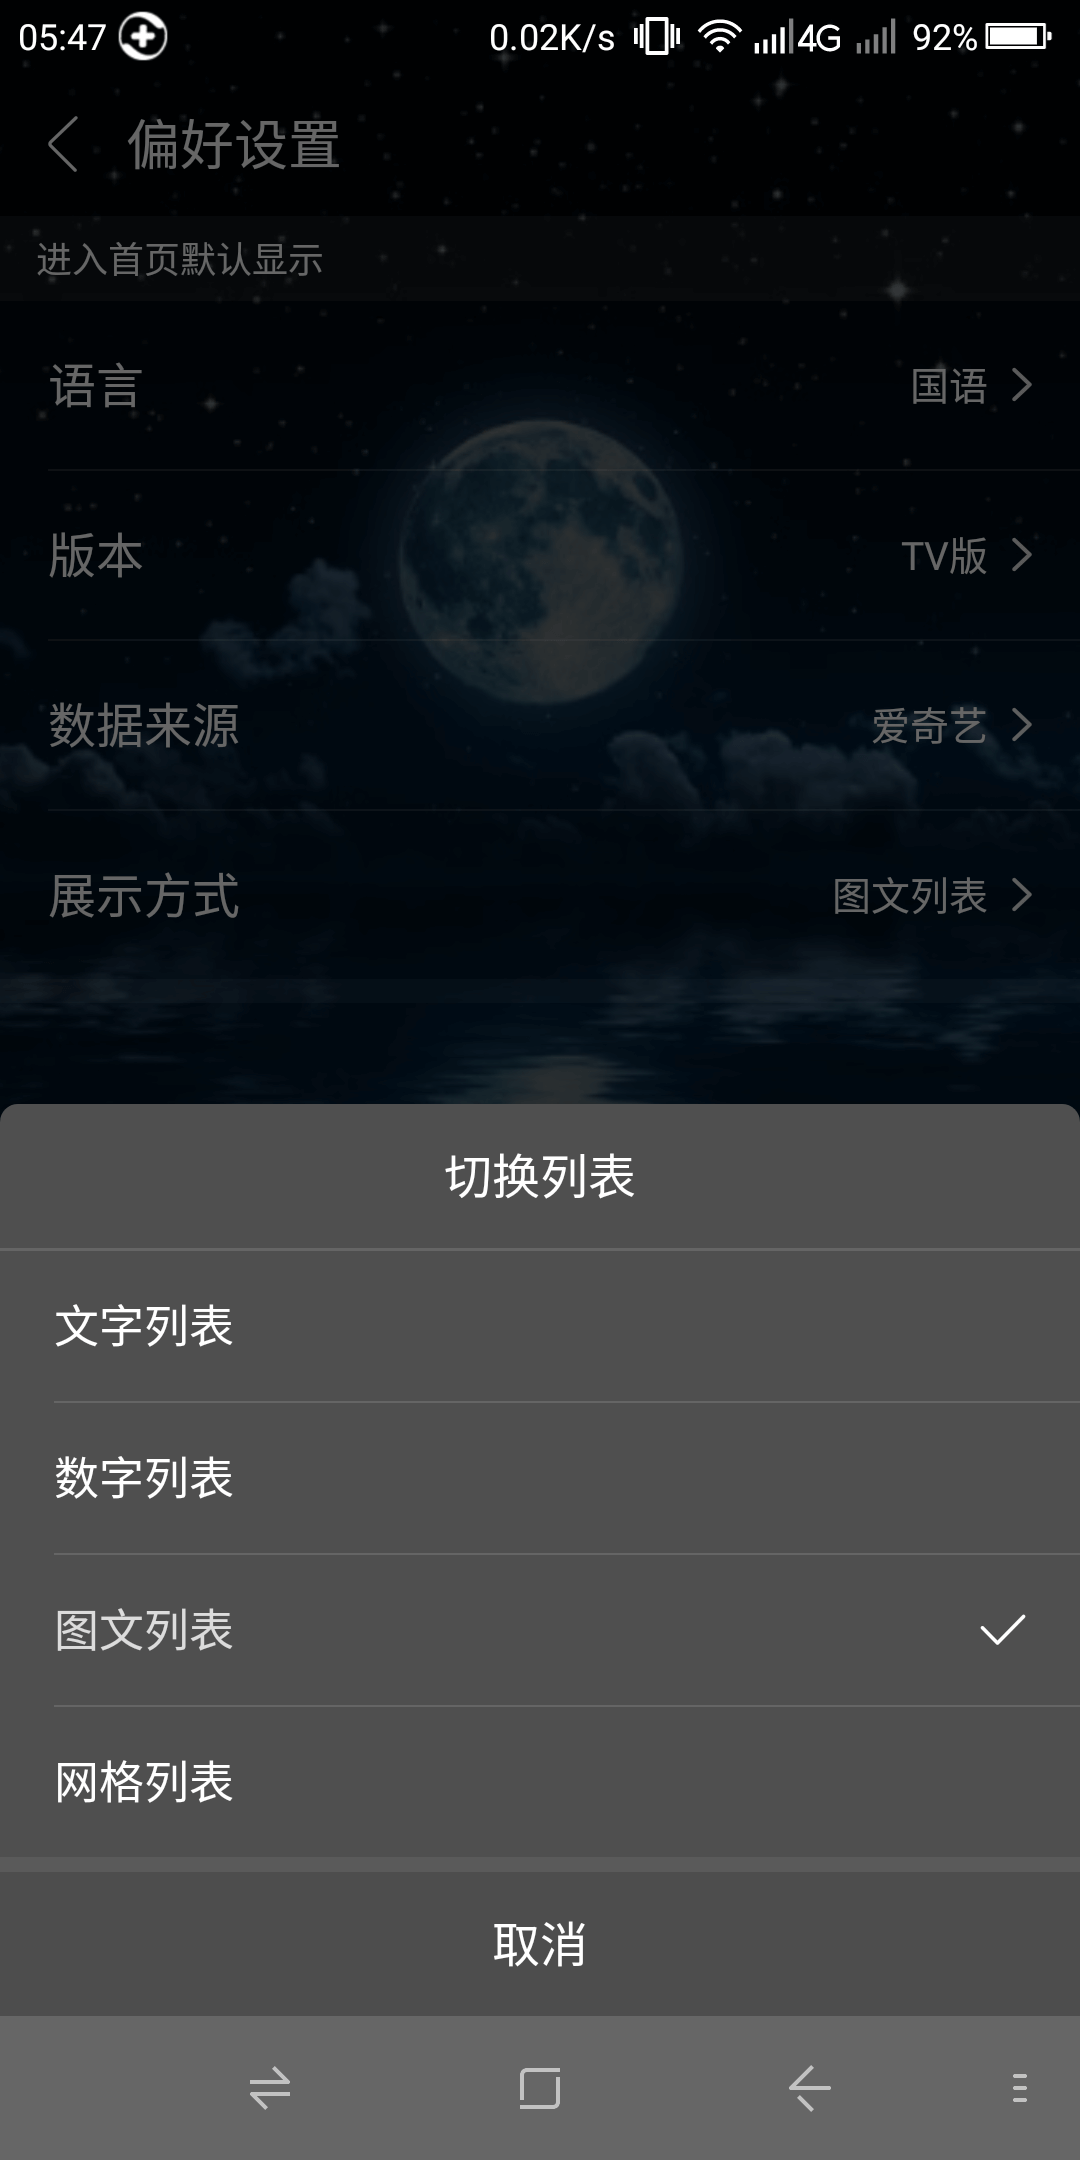 05:47 0.02K/s 4G 92%
偏好设置
进入首页默认显示
语言 国语
版本 TV版
数据来源 爱奇艺
展示方式 图文列表
切换列表
文字列表
数字列表
图文列表
网格列表
取消